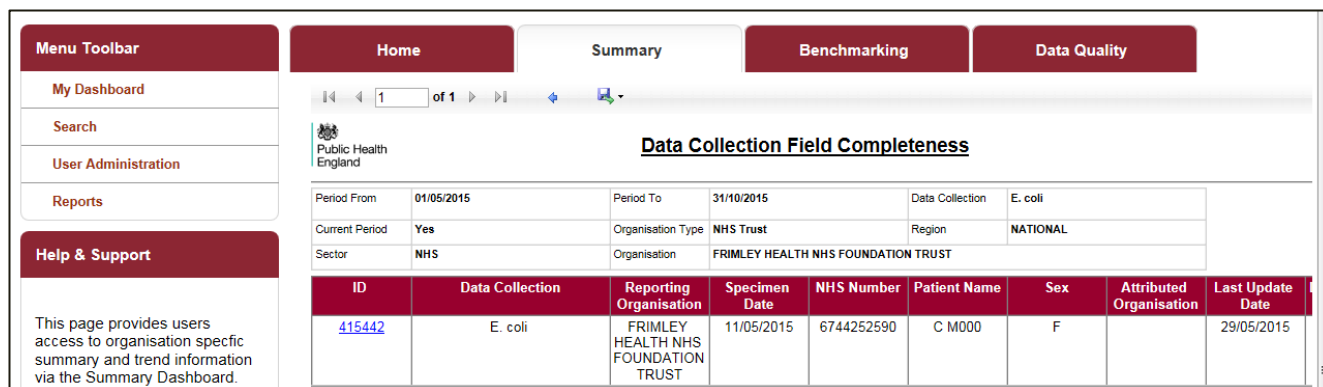 Menu Toolbar
My Dashboard
Search
User Administration
Reports
Help & Support
This page provides users
access to organisation specfic
summary and trend information
via the Summary Dashboard.
Home Summary Benchmarking Data Quality
1 of 1
Public Health
England
Data Collection Field Completeness
Period From 01/05/2015 Period To 31/10/2015 Data Collection E. coli
Current Period Yes Organisation Type NHS Trust Region NATIONAL
Sector NHS Organisation FRIMLEY HEALTH NHS FOUNDATION TRUST
ID Data Collection Reporting Specimen NHS Number Patient Name Sex Attributed Last Update
Organisation Date Organisation Date
415442 E. coli FRIMLEY 11/05/2015 6744252590 C M000 F 29/05/2015
HEALTH NHS
FOUNDATION
TRUST